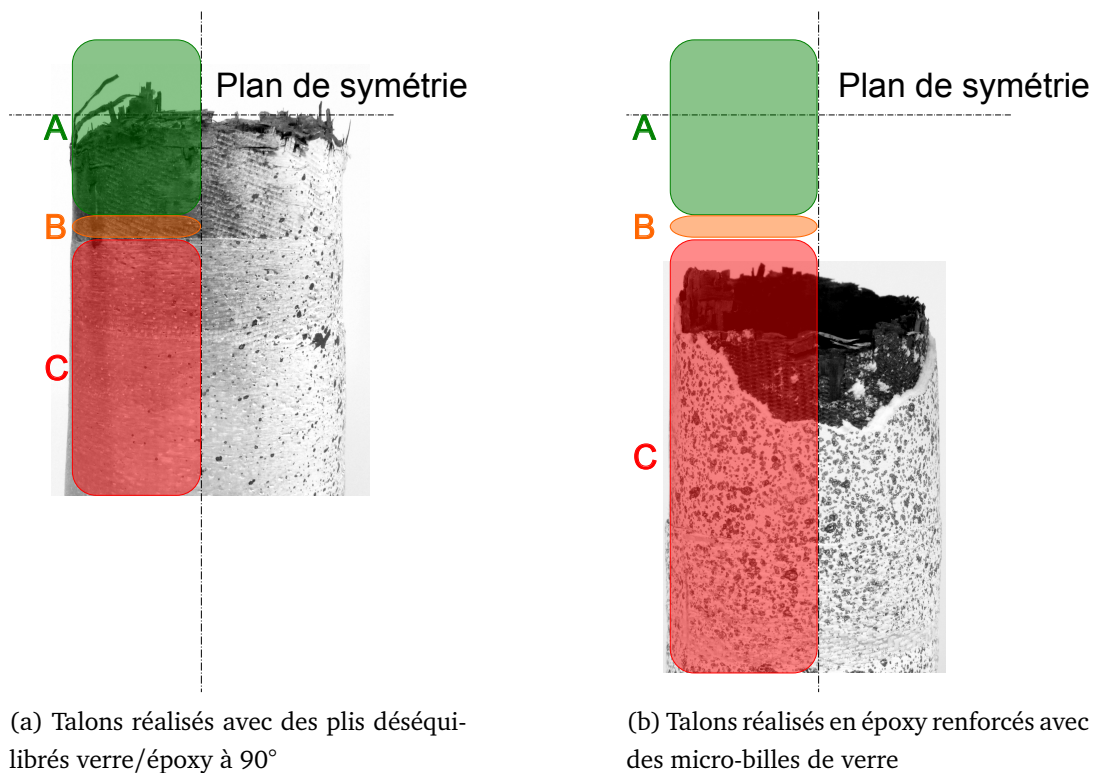 Plan de symétrie
A
B
C
Plan de symétrie
A
B
C
(a) Talons réalisés avec des plis déséqui-
librés verre/époxy à 90°
(b) Talons réalisés en époxy renforcés avec
des micro-billes de verre